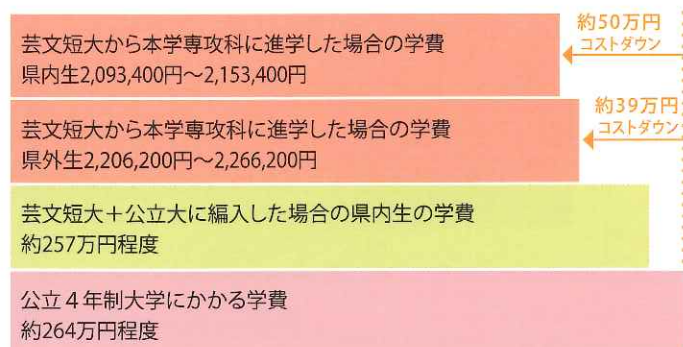 芸文短大から本学専攻科に進学した場合の学費
県内生2,093,400円〜2,153,400円
約50万円
コストダウン
芸文短大から本学専攻科に進学した場合の学費
県外生2,206,200円〜2,266,200円
約39万円
コストダウン
芸文短大＋公立大に編入した場合の県内生の学費
約257万円程度
公立４年制大学にかかる学費
約264万円程度